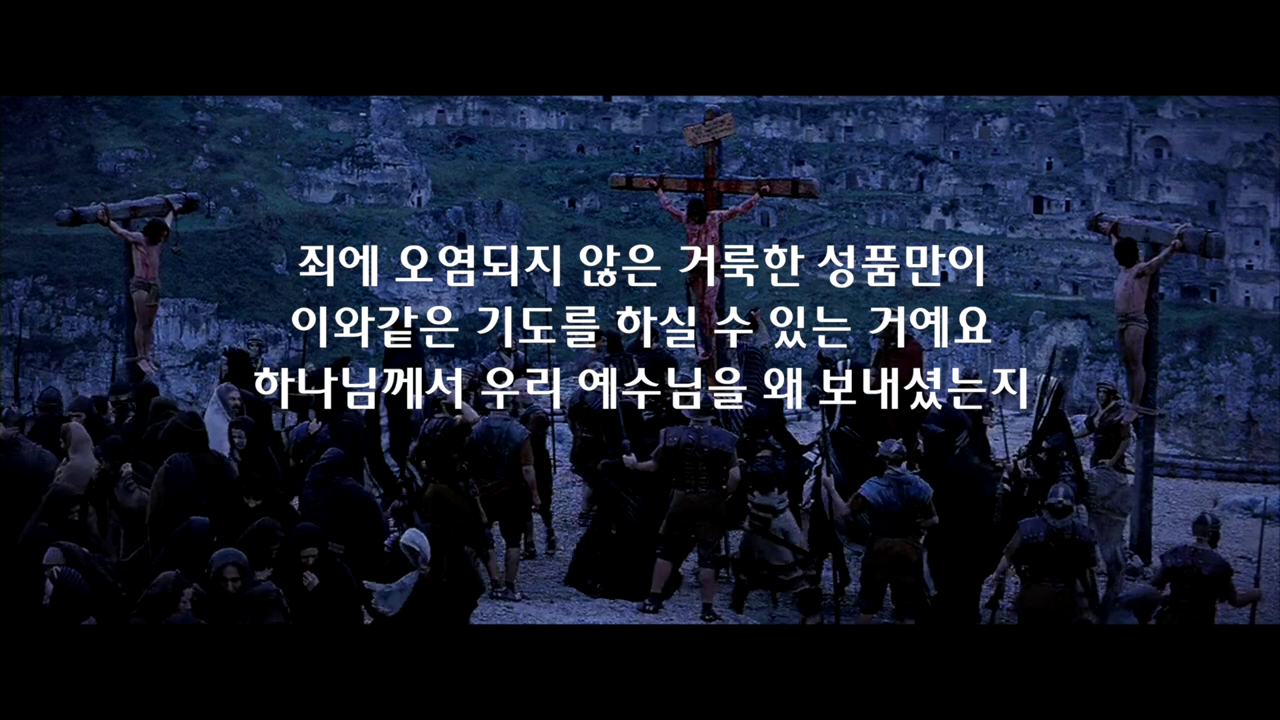 죄에 오염되지 않은 거룩한 성품만이
이와같은 기도를 하실 수 있는 거예요
하나님께서 우리 예수님을 왜 보내셨는지